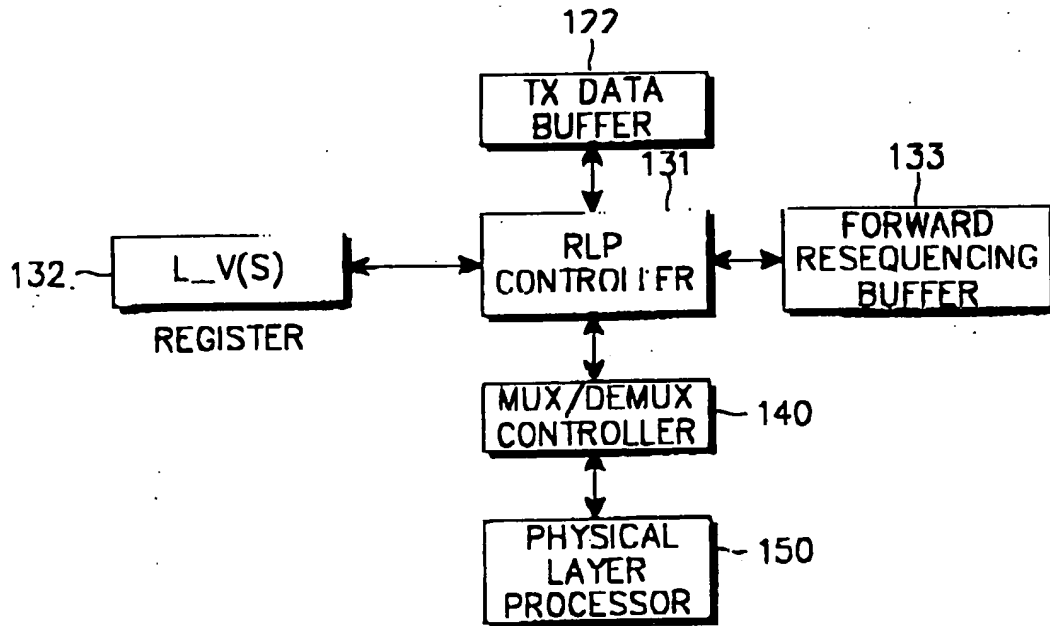 122
TX DATA
BUFFER
131
133
132
L_V(S)
REGISTER
RLP
CONTROLLER
FORWARD
RESEQUENCING
BUFFER
MUX/DEMUX
CONTROLLER
140
PHYSICAL
LAYER
PROCESSOR
150